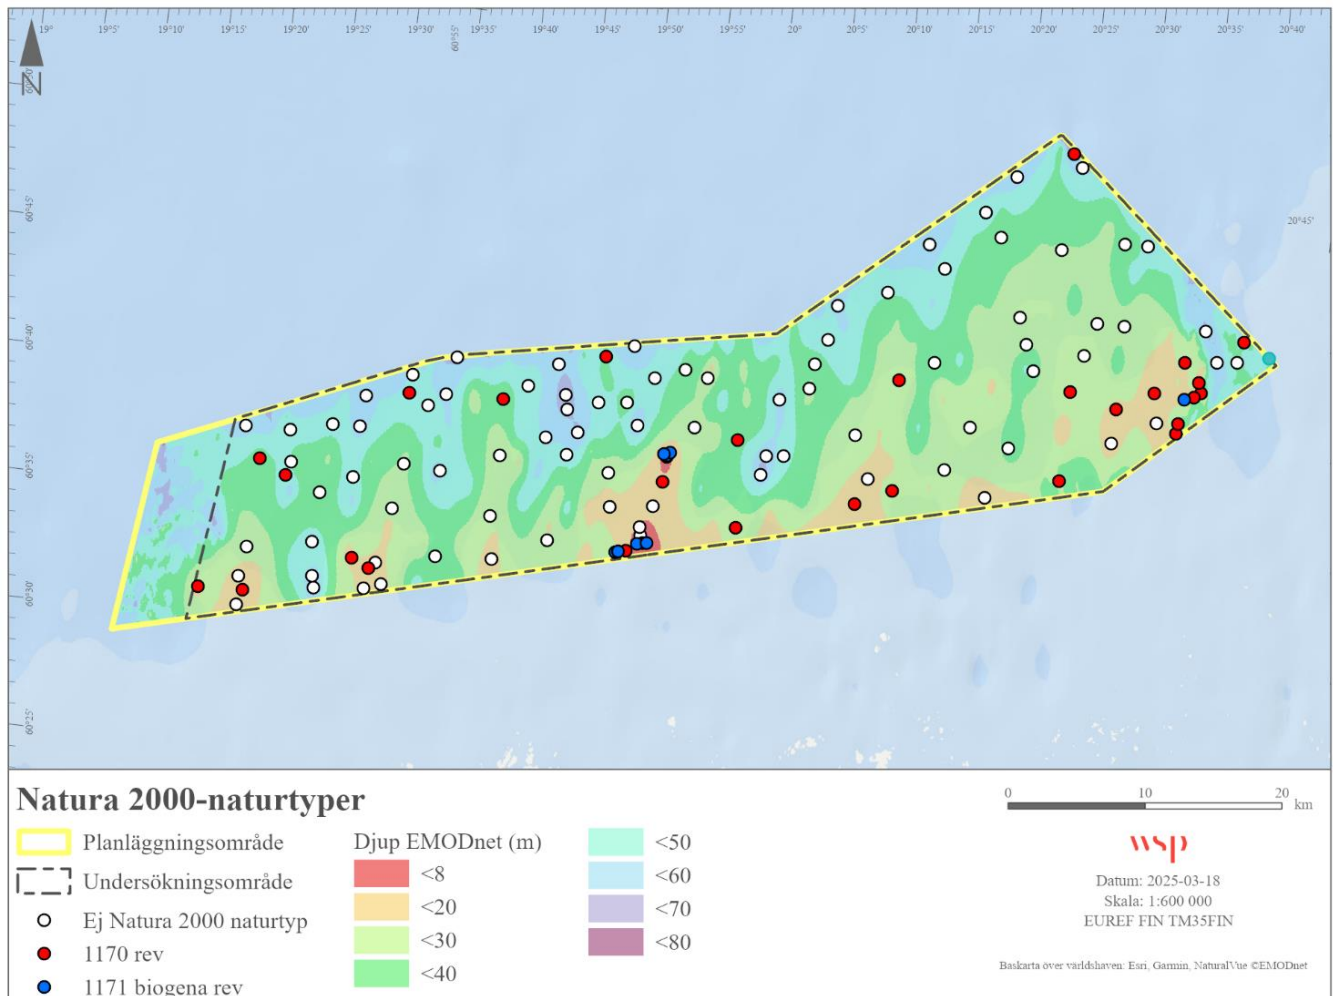 19°
19°5'
19°10'
19°15'
19°20'
19°25'
19°30'
60°55'
19°35'
19°40'
19°45'
19°50'
19°55'
20°
20°5'
20°10'
20°15'
20°20'
20°25'
20°30'
20°35'
20°40'
N
60°50'
60°45'
20°45'
60°40'
60°35'
60°30'
60°25'
Natura 2000-naturtyper
Planläggningsområde
Undersökningsområde
Ej Natura 2000 naturtyp
1170 rev
1171 biogena rev
Djup EMODnet (m)
<8
<20
<30
<40
<50
<60
<70
<80
0 10 20 km
wsp
Datum: 2025-03-18
Skala: 1:600 000
EUREF FIN TM35FIN
Baskarta över världshaven: Esri, Garmin, NaturalVue ©EMODnet